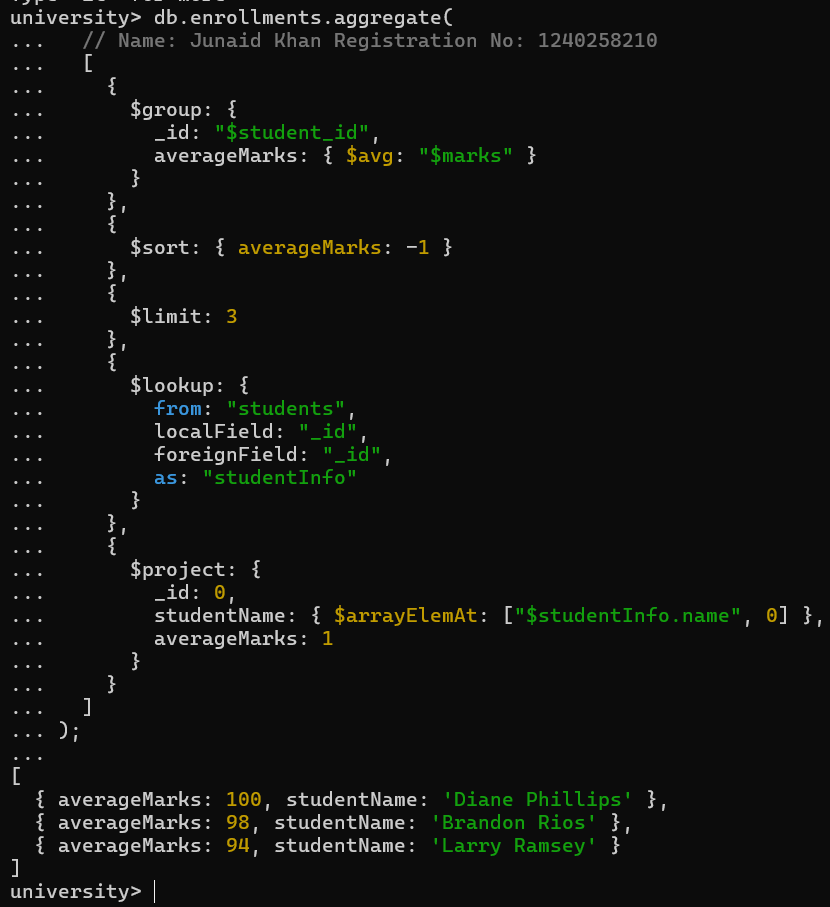 university> db.enrollments.aggregate(
... // Name: Junaid Khan Registration No: 1240258210
... [
... {
... $group: {
... _id: "$student_id",
... averageMarks: { $avg: "$marks" }
... }
... },
... {
... $sort: { averageMarks: -1 }
... },
... {
... $limit: 3
... },
... {
... $lookup: {
... from: "students",
... localField: "_id",
... foreignField: "_id",
... as: "studentInfo"
... }
... },
... {
... $project: {
... _id: 0,
... studentName: { $arrayElemAt: ["$studentInfo.name", 0] },
... averageMarks: 1
... }
... }
... ]
... );
...
[
{ averageMarks: 100, studentName: 'Diane Phillips' },
{ averageMarks: 98, studentName: 'Brandon Rios' },
{ averageMarks: 94, studentName: 'Larry Ramsey' }
]
university>